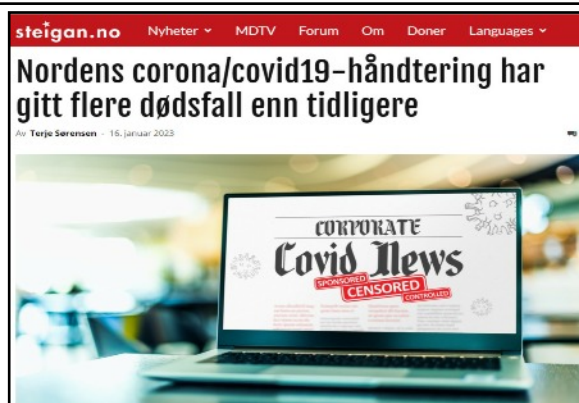 steigan.no Nyheter MDTV Forum Om Doner Languages
Nordens corona/covid19-håndtering har
gitt flere dødsfall enn tidligere
Av Terje Sørensen - 16. januar 2023
CORPORATE
Covid News
SPONSORED
CENSORED
CONTROLLED